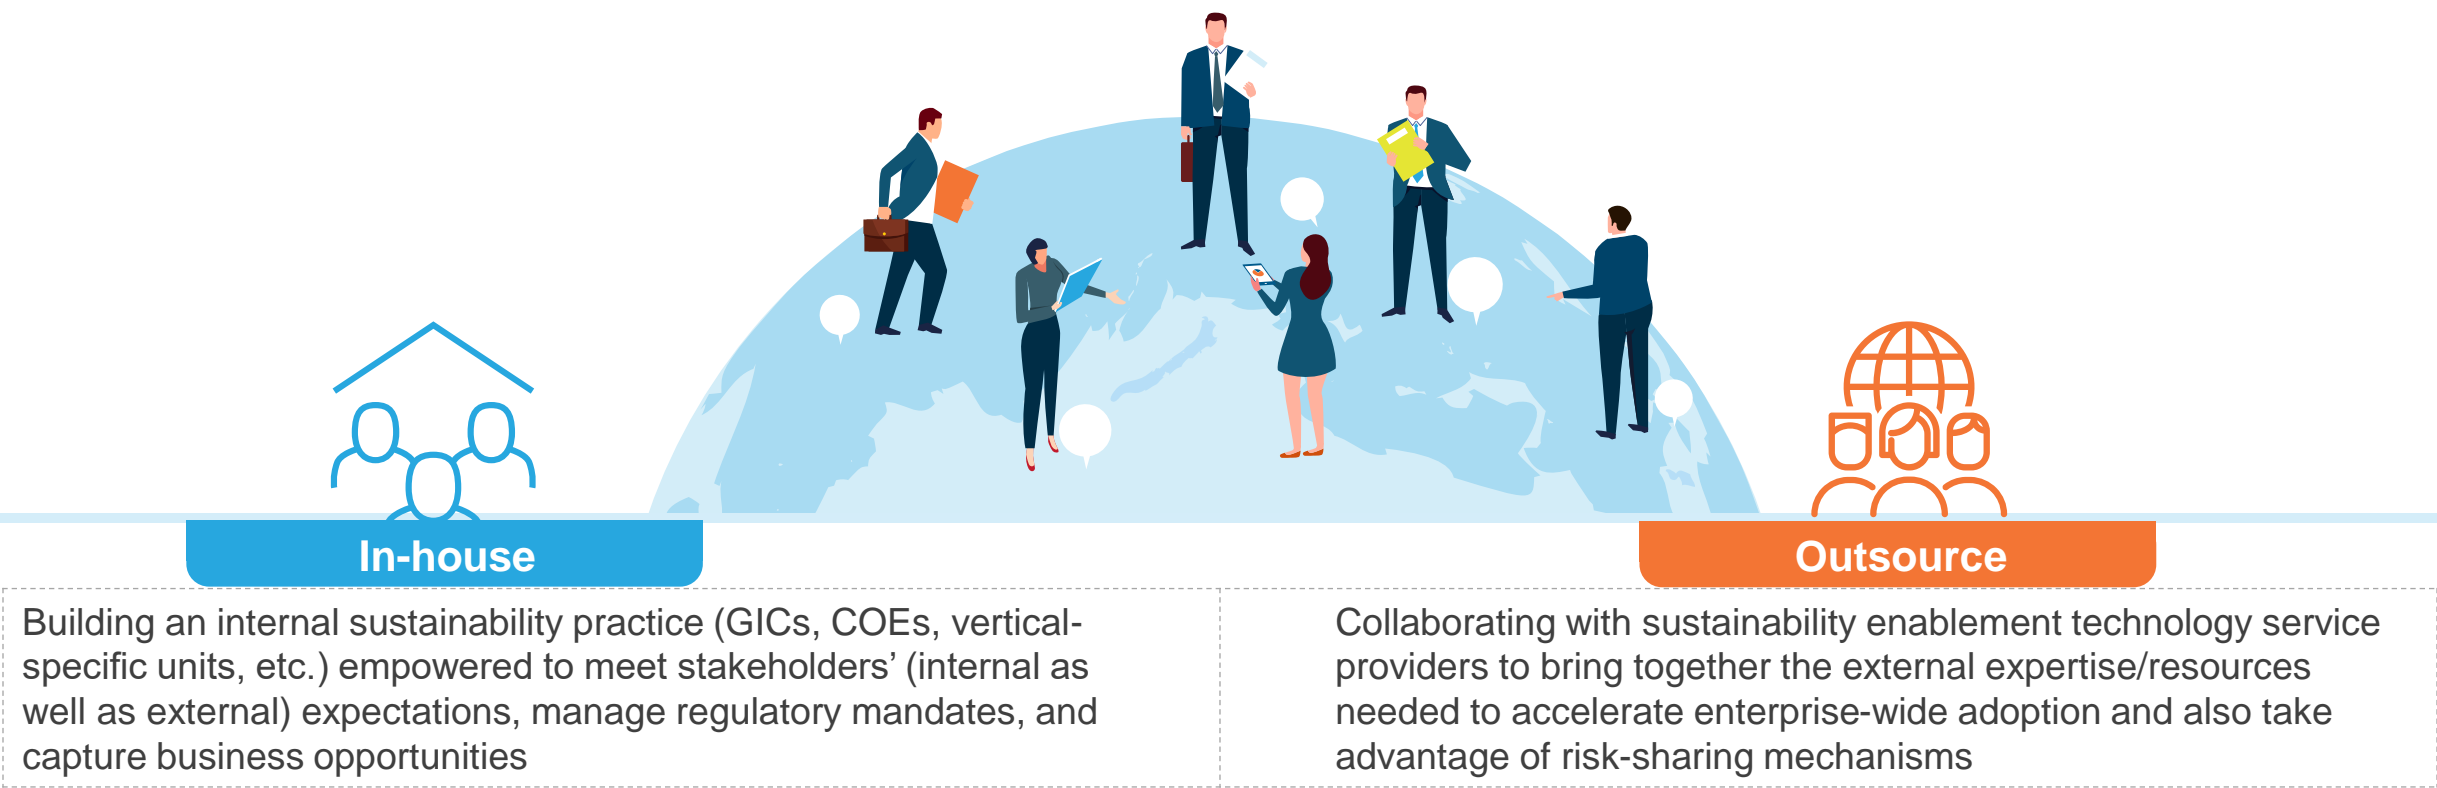 In-house
Building an internal sustainability practice (GICs, COEs, vertical-
specific units, etc.) empowered to meet stakeholders’ (internal as
well as external) expectations, manage regulatory mandates, and
capture business opportunities
Outsource
Collaborating with sustainability enablement technology service
providers to bring together the external expertise/resources
needed to accelerate enterprise-wide adoption and also take
advantage of risk-sharing mechanisms